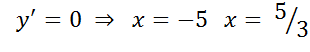 y′ = 0 ⇒ x = −5 x = 5/3